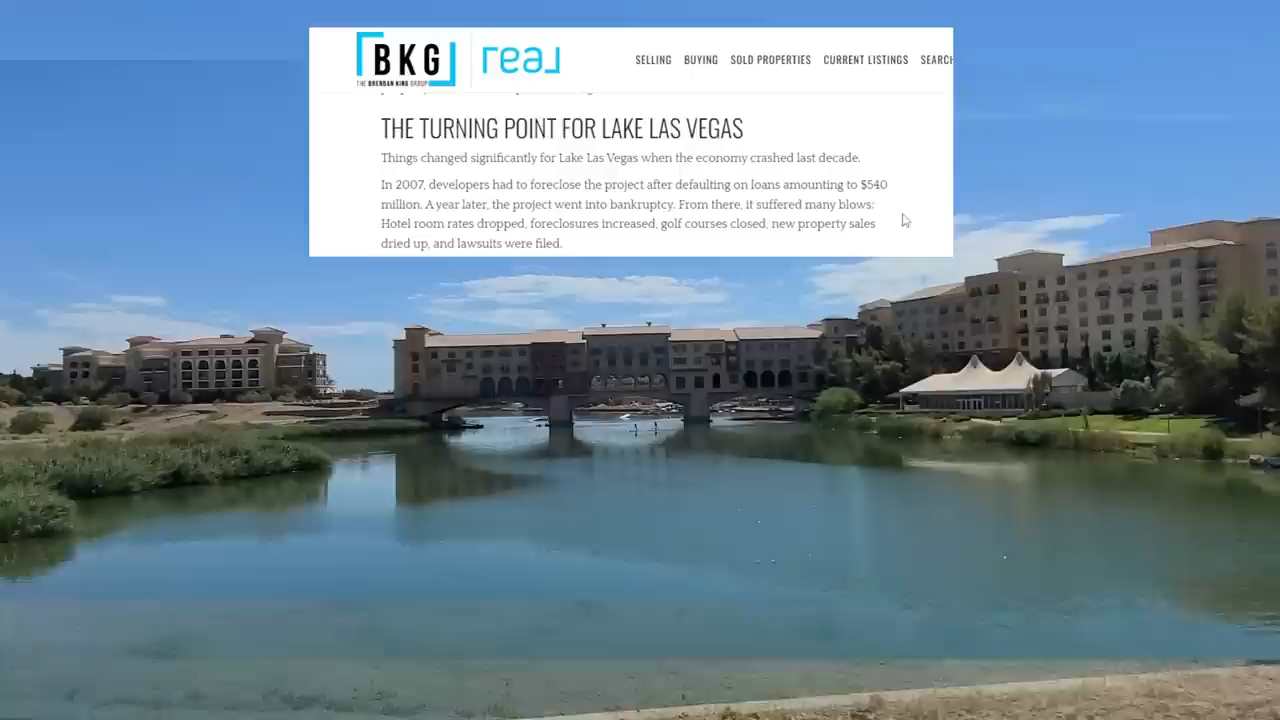 BKG
THE BRENDAN KING GROUP
real
SELLING BUYING SOLD PROPERTIES CURRENT LISTINGS SEARCH
THE TURNING POINT FOR LAKE LAS VEGAS
Things changed significantly for Lake Las Vegas when the economy crashed last decade.
In 2007, developers had to foreclose the project after defaulting on loans amounting to $540
million. A year later, the project went into bankruptcy. From there, it suffered many blows:
Hotel room rates dropped, foreclosures increased, golf courses closed, new property sales
dried up, and lawsuits were filed.